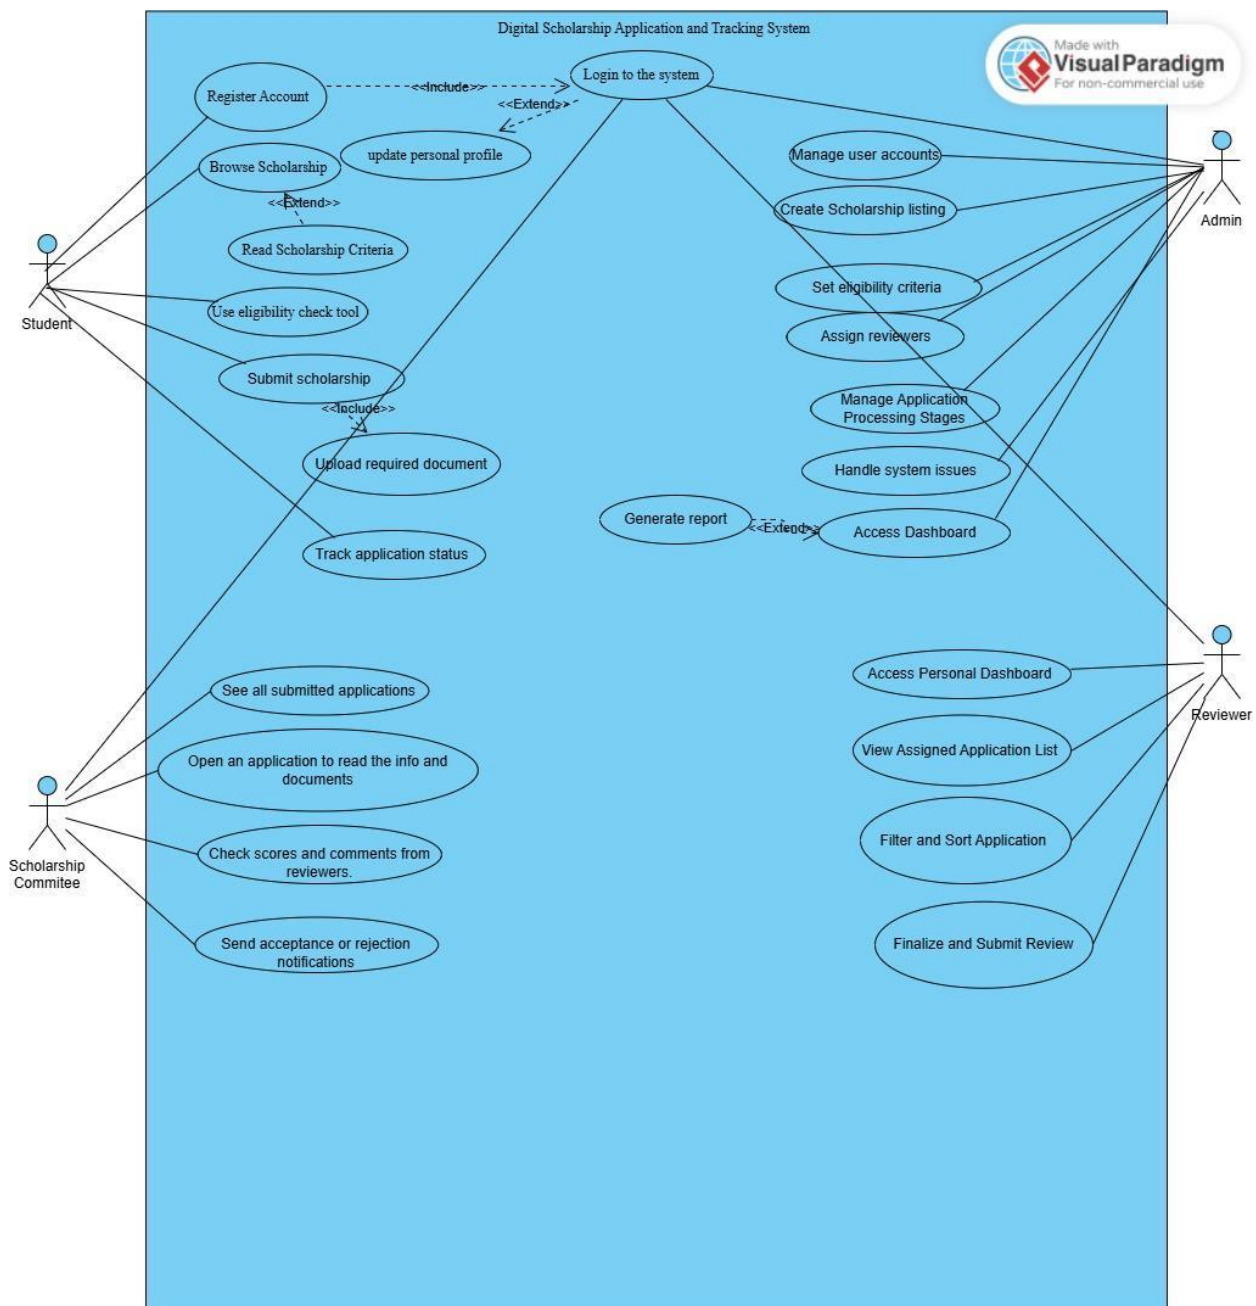 Digital Scholarship Application and Tracking System
Made with
Visual Paradigm
For non-commercial use
Login to the system
<<Include>>
Register Account
<<Extend>>
update personal profile
Browse Scholarship
<<Extend>>
Read Scholarship Criteria
Use eligibility check tool
Student
Submit scholarship
<<Include>>
Upload required document
Track application status
Manage user accounts
Create Scholarship listing
Admin
Set eligibility criteria
Assign reviewers
Manage Application
Processing Stages
Handle system issues
Generate report
<<Extend>>
Access Dashboard
See all submitted applications
Open an application to read the info and
documents
Scholarship
Commitee
Check scores and comments from
reviewers.
Send acceptance or rejection
notifications
Access Personal Dashboard
Reviewer
View Assigned Application List
Filter and Sort Application
Finalize and Submit Review